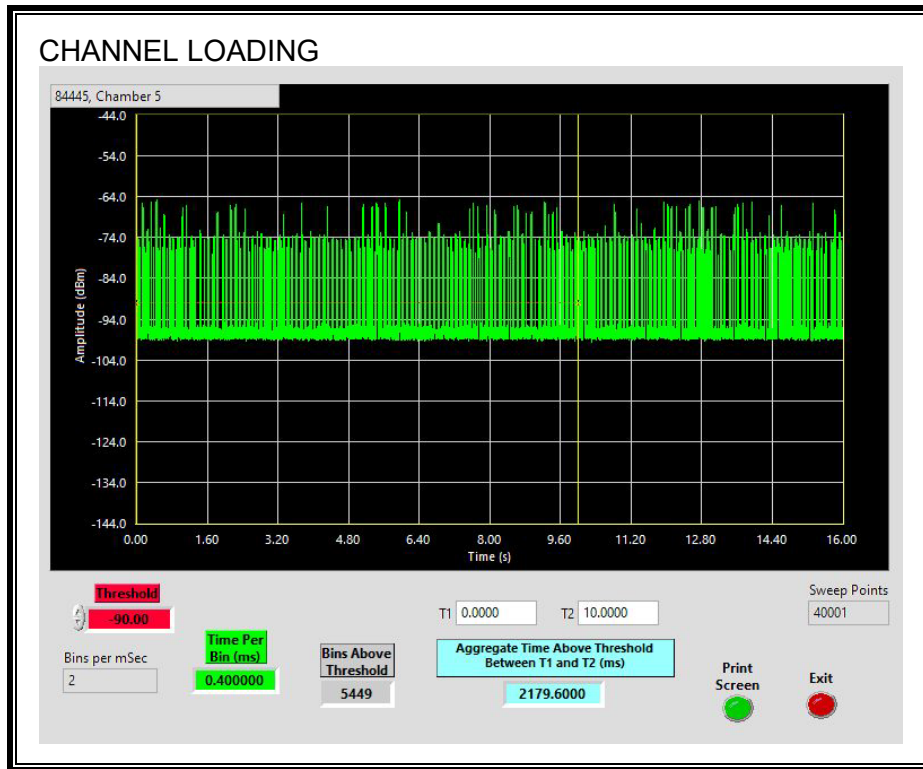 CHANNEL LOADING
84445, Chamber 5
-44.0
-54.0
-64.0
-74.0
-84.0
-94.0
-104.0
-114.0
-124.0
-134.0
-144.0
Amplitude (dBm)
0.00 1.60 3.20 4.80 6.40 8.00 9.60 11.20 12.80 14.40 16.00
Time (s)
Threshold
-90.00
T1 0.0000 T2 10.0000
Sweep Points
40001
Bins per mSec
2
Time Per
Bin (ms)
0.400000
Bins Above
Threshold
5449
Aggregate Time Above Threshold
Between T1 and T2 (ms)
2179.6000
Print
Screen
Exit